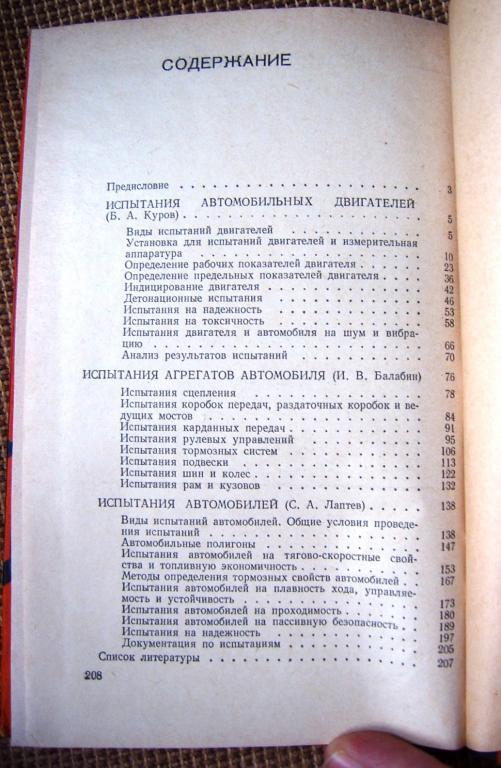 СОДЕРЖАНИЕ
Предисловие . . . . . . . . . . . . . . . . . 3
ИСПЫТАНИЯ АВТОМОБИЛЬНЫХ ДВИГАТЕЛЕЙ
(Б. А. Куров) . . . . . . . . . . . . . . . . . 5
Виды испытаний двигателей . . . . . . . . . 5
Установка для испытаний двигателей и измерительная
аппаратура . . . . . . . . . . . . . . . . . 10
Определение рабочих показателей двигателя . . . . 23
Определение предельных показателей двигателя . . . 36
Индицирование двигателя . . . . . . . . . . . 42
Детонационные испытания . . . . . . . . . . 46
Испытания на надежность . . . . . . . . . . 53
Испытания на токсичность . . . . . . . . . . 58
Испытания двигателя и автомобиля на шум и вибра-
цию . . . . . . . . . . . . . . . . . . . 66
Анализ результатов испытаний . . . . . . . . . 70
ИСПЫТАНИЯ АГРЕГАТОВ АВТОМОБИЛЯ (И. В. Балабин) 76
Испытания сцепления . . . . . . . . . . . . 78
Испытания коробок передач, раздаточных коробок и ве-
дущих мостов . . . . . . . . . . . . . . . 84
Испытания карданных передач . . . . . . . . . 91
Испытания рулевых управлений . . . . . . . . 95
Испытания тормозных систем . . . . . . . . . 106
Испытания подвески . . . . . . . . . . . . 113
Испытания шин и колес . . . . . . . . . . . 122
Испытания рам и кузовов . . . . . . . . . . 132
ИСПЫТАНИЯ АВТОМОБИЛЕЙ (С. А. Лаптев) . . . . 138
Виды испытаний автомобилей. Общие условия проведе-
ния испытаний . . . . . . . . . . . . . . . 138
Автомобильные полигоны . . . . . . . . . . . 147
Испытания автомобилей на тягово-скоростные свой-
ства и топливную экономичность . . . . . . . . . 153
Методы определения тормозных свойств автомобилей . . 167
Испытания автомобилей на плавность хода, управляе-
мость и устойчивость . . . . . . . . . . . . 173
Испытания автомобилей на проходимость . . . . . . 180
Испытания автомобилей на пассивную безопасность . . 189
Испытания на надежность . . . . . . . . . . 197
Документация по испытаниям . . . . . . . . . 205
Список литературы . . . . . . . . . . . . . . 207
208